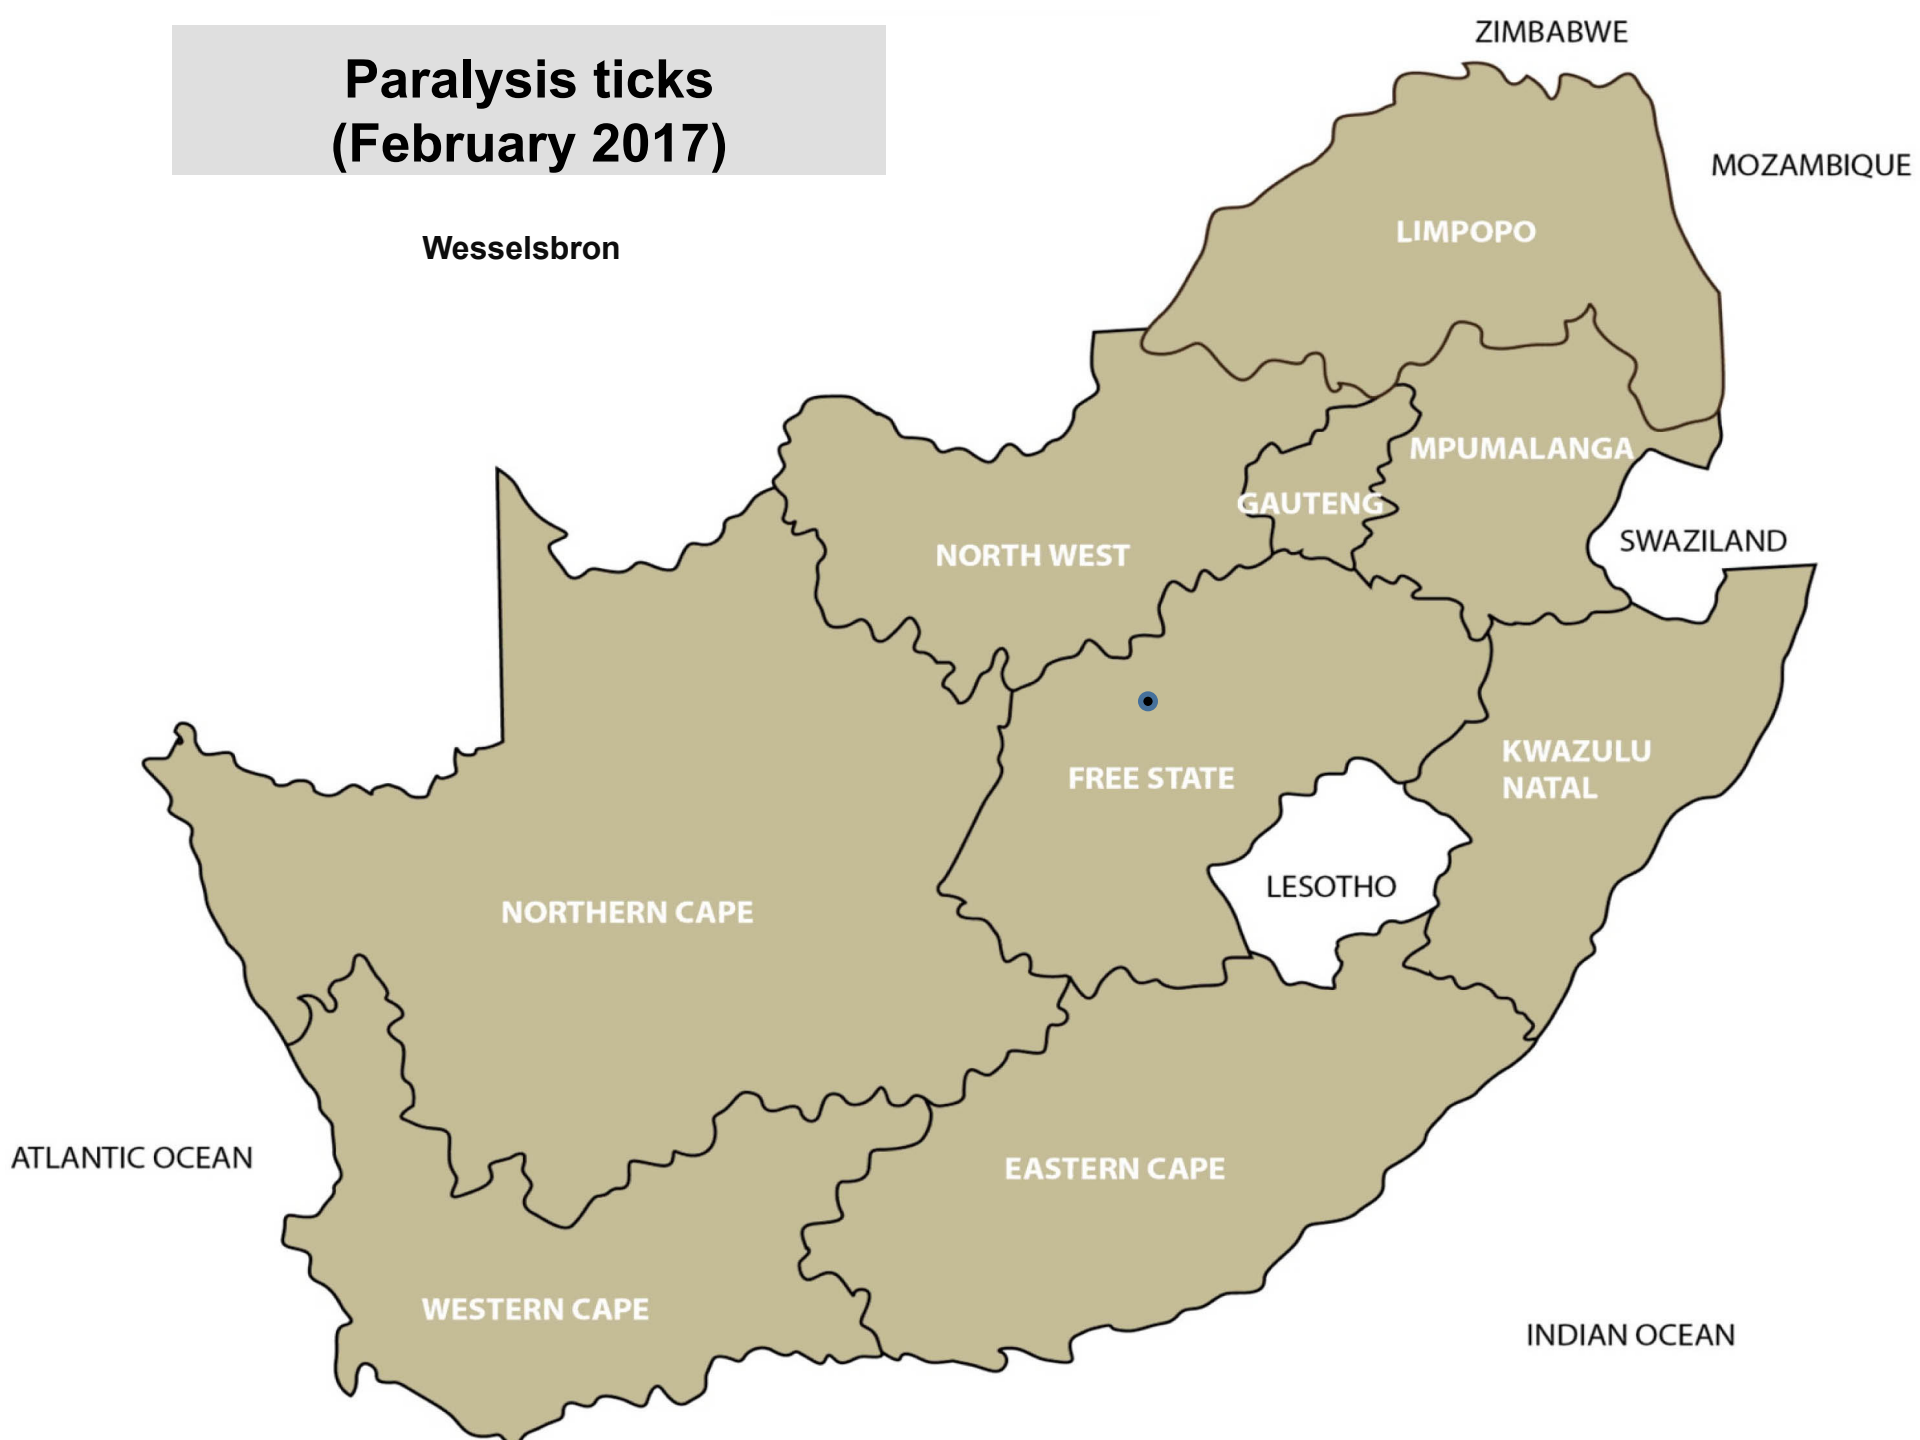 Paralysis ticks
(February 2017)
Wesselsbron
ZIMBABWE
MOZAMBIQUE
LIMPOPO
MPUMALANGA
GAUTENG
NORTH WEST
SWAZILAND
KWAZULU
NATAL
FREE STATE
LESOTHO
NORTHERN CAPE
ATLANTIC OCEAN
EASTERN CAPE
WESTERN CAPE
INDIAN OCEAN